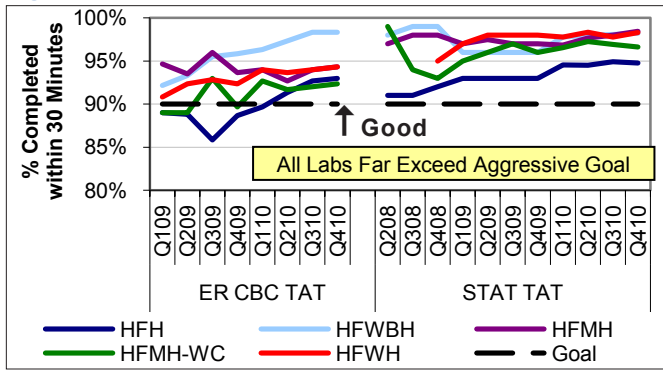 % Completed
within 30 Minutes
100%
95%
90%
85%
80%
Good
All Labs Far Exceed Aggressive Goal
Q109
Q209
Q309
Q409
Q110
Q210
Q310
Q410
Q208
Q308
Q408
Q109
Q209
Q309
Q409
Q110
Q210
Q310
Q410
ER CBC TAT
STAT TAT
HFH
HFWBH
HFMH
HFMH-WC
HFWH
Goal